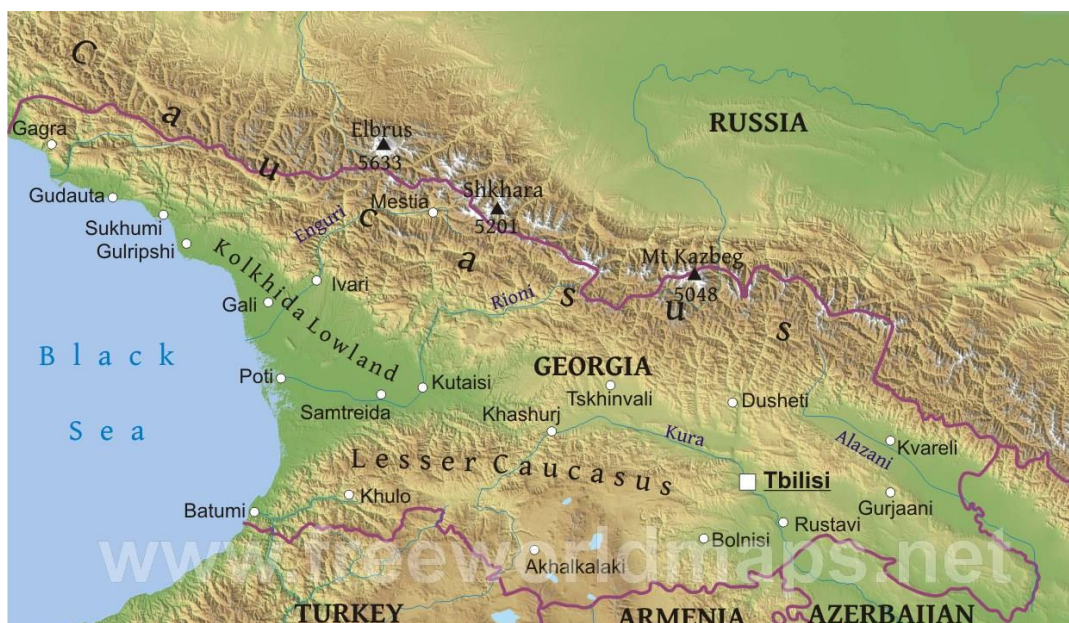 Caucasus
RUSSIA
Gagra
Elbrus
5633
Gudauta
Mestia
Shkhara
5201
Sukhumi
Enguri
Gulripshi
Kolkhida Lowland
Ivari
Mt Kazbeg
5048
Gali
Rioni
Black
Sea
GEORGIA
Poti
Kutaisi
Tskhinvali
Samtreida
Dusheti
Khashurj
Kura
Kvareli
Alazani
Lesser Caucasus
Tbilisi
Khulo
Gurjaani
Batumi
Rustavi
Bolnisi
www.freeworldmaps.net
Akhalkalaki
TURKEY
ARMENIA
AZERBAIJAN